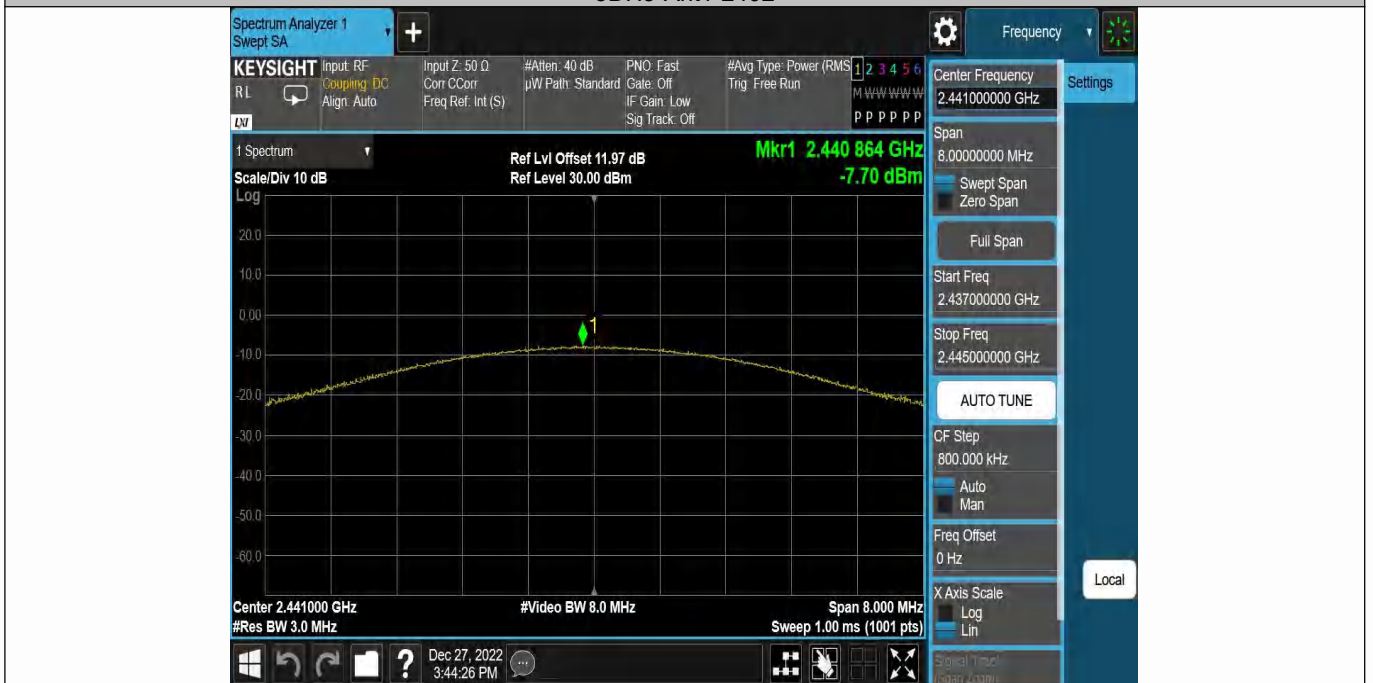 Spectrum Analyzer 1
Swept SA
+
Frequency
KEYSIGHT
RL
LXI
Input: RF
Coupling: DC
Align: Auto
Input Z: 50 Ω
Corr CCorr
Freq Ref: Int (S)
#Atten: 40 dB
µW Path: Standard
PNO: Fast
Gate: Off
IF Gain: Low
Sig Track: Off
#Avg Type: Power (RMS
Trig: Free Run
1 2 3 4 5 6
M W W W W W
P P P P P P
Center Frequency
2.441000000 GHz
Settings
Span
8.00000000 MHz
Swept Span
Zero Span
Full Span
Start Freq
2.437000000 GHz
Stop Freq
2.445000000 GHz
AUTO TUNE
CF Step
800.000 kHz
Auto
Man
Freq Offset
0 Hz
X Axis Scale
Log
Lin
Signal Track
(Span Zoom)
Local
1 Spectrum
Scale/Div 10 dB
Log
Ref Lvl Offset 11.97 dB
Ref Level 30.00 dBm
Mkr1 2.440 864 GHz
-7.70 dBm
20.0
10.0
0.00
-10.0
-20.0
-30.0
-40.0
-50.0
-60.0
1
Center 2.441000 GHz
#Res BW 3.0 MHz
#Video BW 8.0 MHz
Span 8.000 MHz
Sweep 1.00 ms (1001 pts)
?
Dec 27, 2022
3:44:26 PM